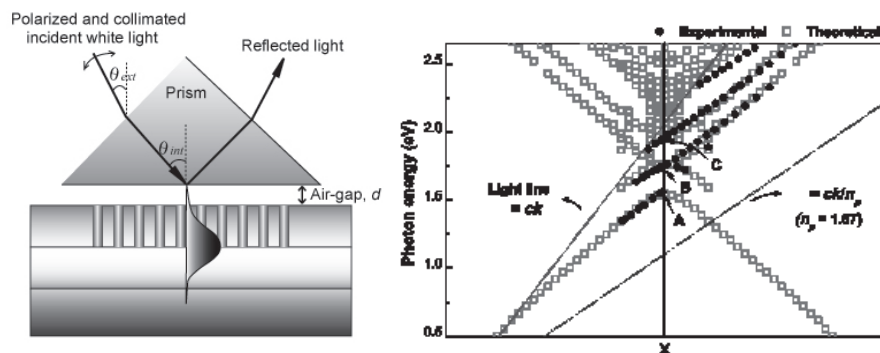 Polarized and collimated
incident white light
θext
Reflected light
Prism
θint
Air-gap, d
Experimental
Theoretical
Photon energy (eV)
2.5
2.0
1.5
1.0
0.5
Light line
= ck
C
B
A
= ck/np
(np = 1.67)
X